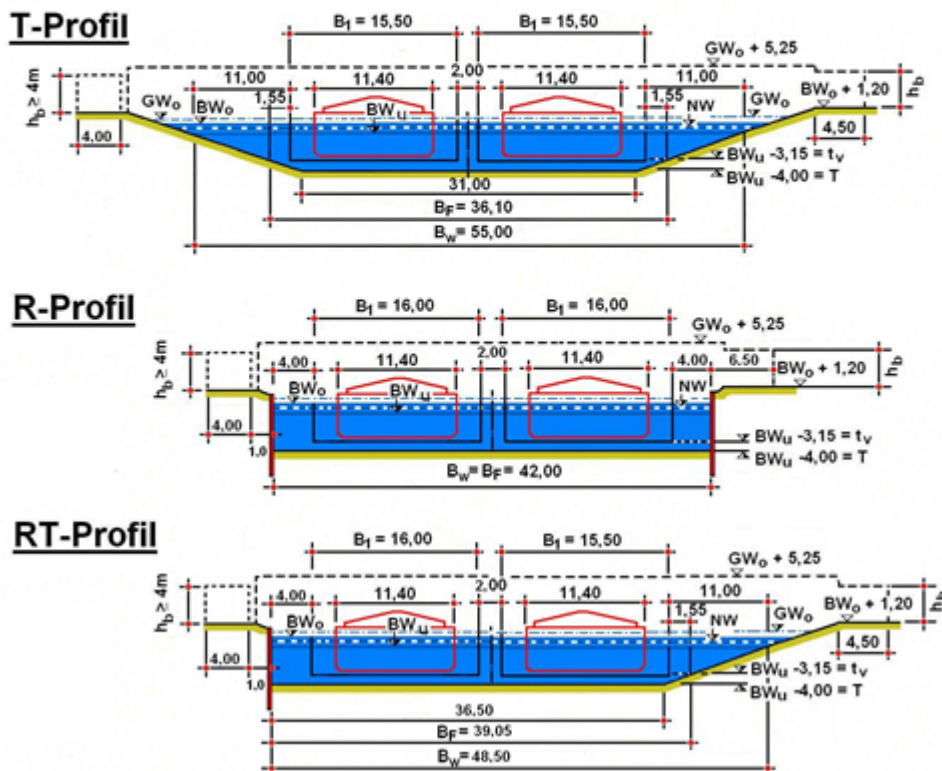 T-Profil
B1 = 15,50
B1 = 15,50
GWo + 5,25
2,00
11,00
11,40
11,40
11,00
hb ≥ 4m
GWo
BWo
1,55
BWu
1,55
NW
GWo
BWo + 1,20
hb
4,00
4,50
BWu -3,15 = tv
BWu -4,00 = T
31,00
BF = 36,10
Bw = 55,00
R-Profil
B1 = 16,00
B1 = 16,00
GWo + 5,25
hb ≥ 4m
4,00
11,40
2,00
11,40
4,00
6,50
hb
BWo
BWu
NW
BWo + 1,20
4,00
1,0
BWu -3,15 = tv
BWu -4,00 = T
Bw = BF = 42,00
RT-Profil
B1 = 16,00
B1 = 15,50
GWo + 5,25
hb ≥ 4m
4,00
11,40
2,00
11,40
11,00
hb
BWo
BWu
1,55
NW
GWo
BWo + 1,20
4,00
4,50
1,0
BWu -3,15 = tv
BWu -4,00 = T
36,50
BF = 39,05
Bw = 48,50